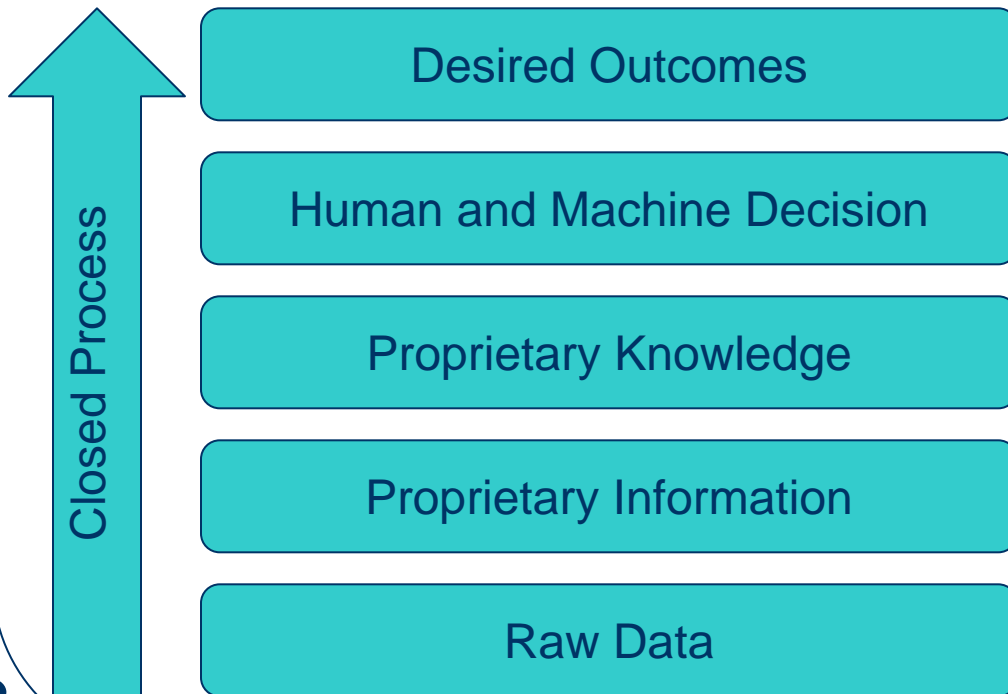 Desired Outcomes
Human and Machine Decision
Proprietary Knowledge
Proprietary Information
Raw Data
Closed Process